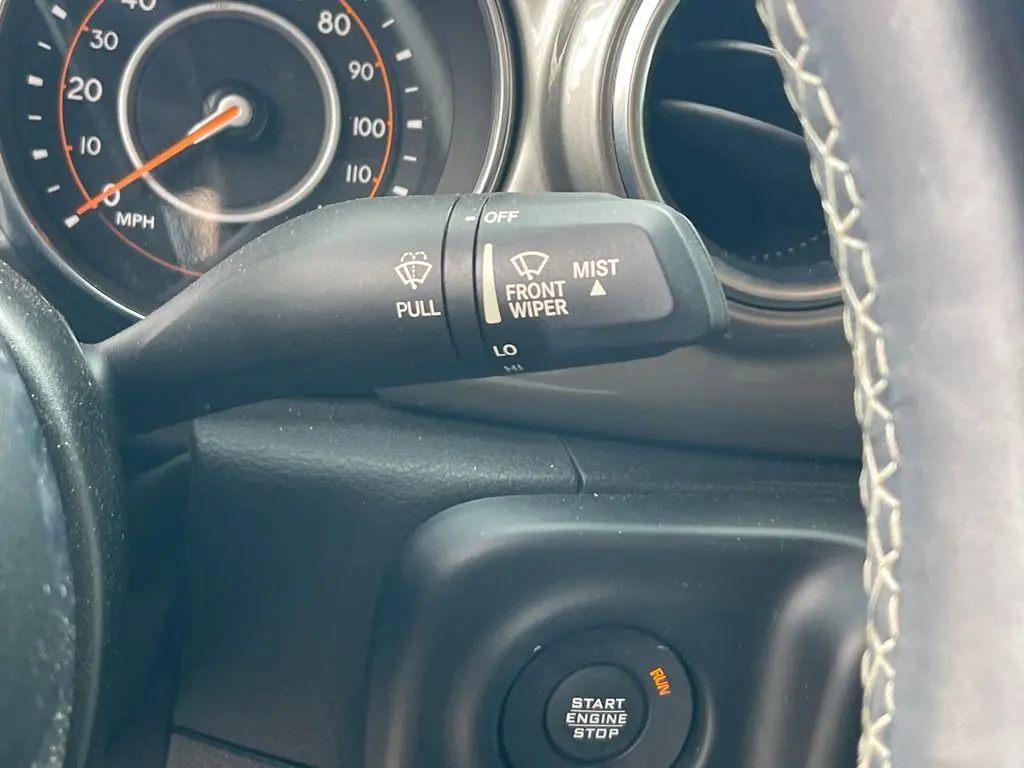 40
30
20
10
0
MPH
80
90
100
110
OFF
PULL
FRONT
WIPER
MIST
LO
HI
RUN
START
ENGINE
STOP